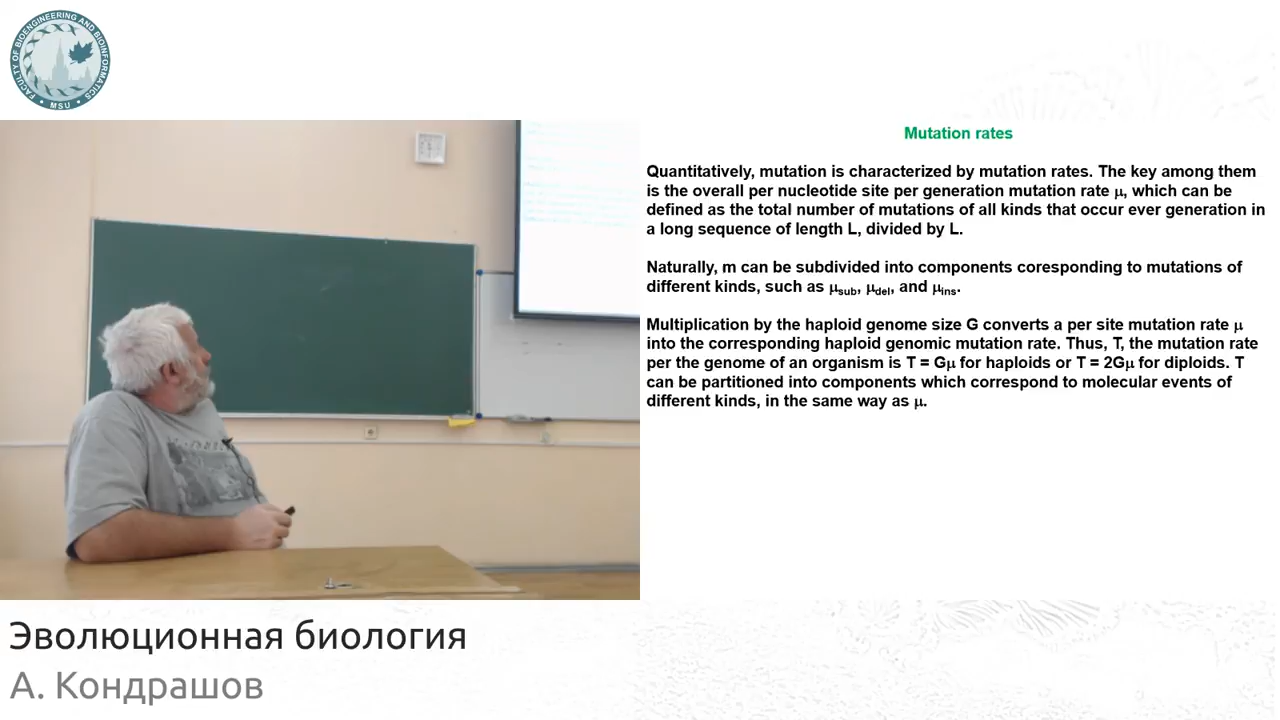 FACULTY OF BIOENGINEERING AND BIOINFORMATICS
• MSU •
Mutation rates
Quantitatively, mutation is characterized by mutation rates. The key among them
is the overall per nucleotide site per generation mutation rate μ, which can be
defined as the total number of mutations of all kinds that occur ever generation in
a long sequence of length L, divided by L.
Naturally, m can be subdivided into components coresponding to mutations of
different kinds, such as μsub, μdel, and μins.
Multiplication by the haploid genome size G converts a per site mutation rate μ
into the corresponding haploid genomic mutation rate. Thus, T, the mutation rate
per the genome of an organism is T = Gμ for haploids or T = 2Gμ for diploids. T
can be partitioned into components which correspond to molecular events of
different kinds, in the same way as μ.
Эволюционная биология
А. Кондрашов